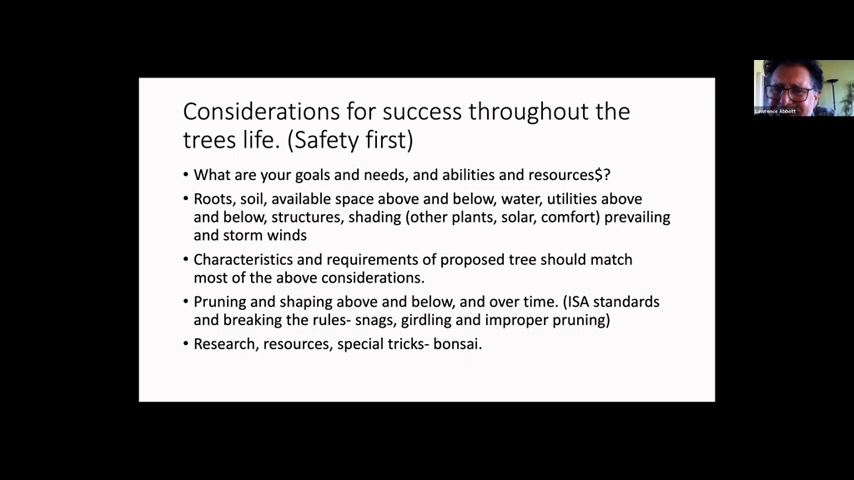 Considerations for success throughout the
trees life. (Safety first)
• What are your goals and needs, and abilities and resources$?
• Roots, soil, available space above and below, water, utilities above
and below, structures, shading (other plants, solar, comfort) prevailing
and storm winds
• Characteristics and requirements of proposed tree should match
most of the above considerations.
• Pruning and shaping above and below, and over time. (ISA standards
and breaking the rules- snags, girdling and improper pruning)
• Research, resources, special tricks- bonsai.
Lawrence Abbott